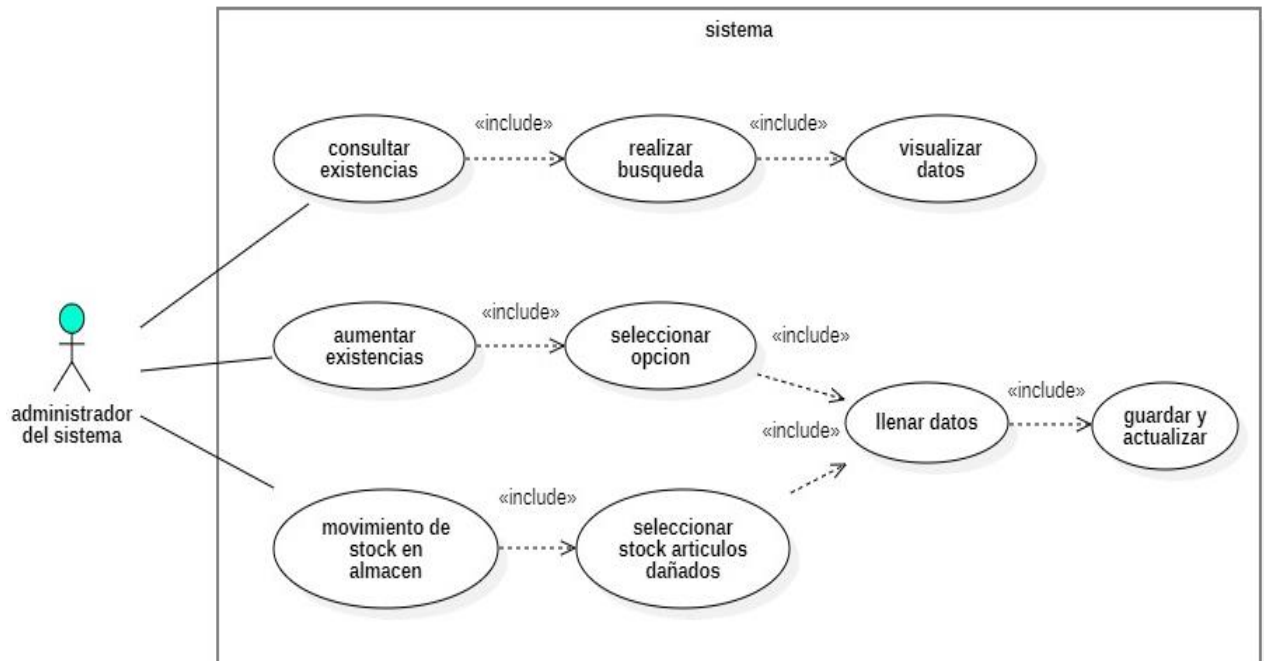 sistema
«include»
«include»
consultar
existencias
realizar
busqueda
visualizar
datos
«include»
«include»
aumentar
existencias
seleccionar
opcion
«include»
administrador
del sistema
«include»
llenar datos
guardar y
actualizar
«include»
movimiento de
stock en
almacen
seleccionar
stock articulos
dañados